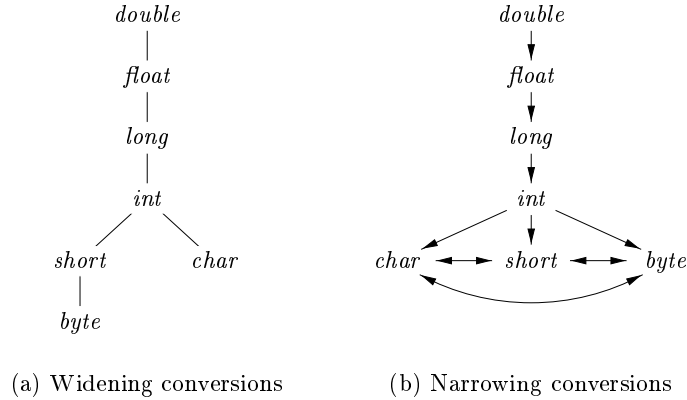 double
float
long
int
short char
byte
(a) Widening conversions
double
float
long
int
char short byte
(b) Narrowing conversions